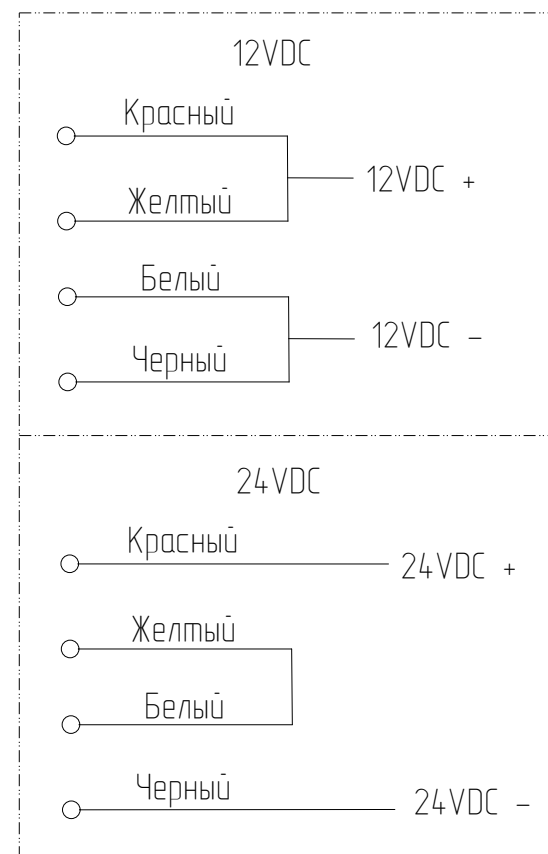 12VDC
Красный
12VDC +
Желтый
Белый
12VDC -
Черный
24VDC
Красный
24VDC +
Желтый
Белый
Черный
24VDC -